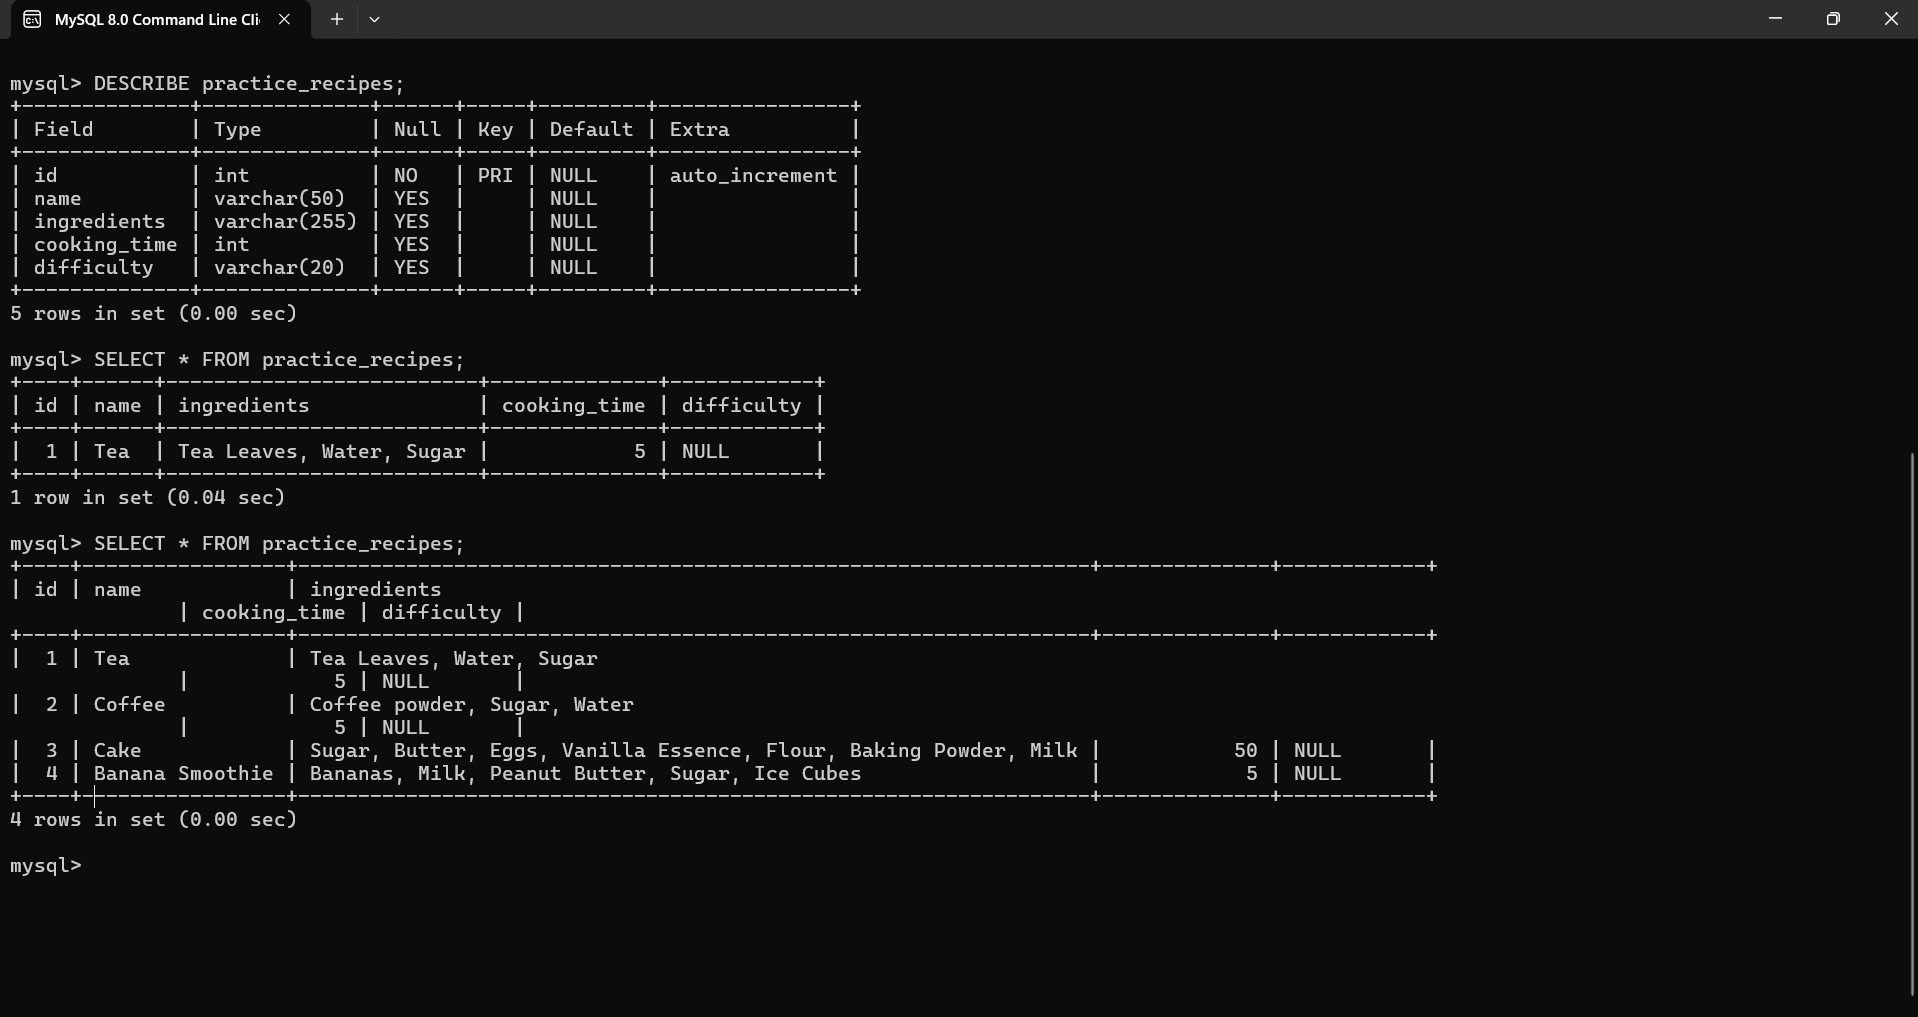 MySQL 8.0 Command Line Cli
mysql> DESCRIBE practice_recipes;
+--------------+--------------+------+-----+---------+----------------+
| Field        | Type         | Null | Key | Default | Extra          |
+--------------+--------------+------+-----+---------+----------------+
| id           | int          | NO   | PRI | NULL    | auto_increment |
| name         | varchar(50)  | YES  |     | NULL    |                |
| ingredients  | varchar(255) | YES  |     | NULL    |                |
| cooking_time | int          | YES  |     | NULL    |                |
| difficulty   | varchar(20)  | YES  |     | NULL    |                |
+--------------+--------------+------+-----+---------+----------------+
5 rows in set (0.00 sec)
mysql> SELECT * FROM practice_recipes;
+----+------+--------------------------+--------------+------------+
| id | name | ingredients              | cooking_time | difficulty |
+----+------+--------------------------+--------------+------------+
|  1 | Tea  | Tea Leaves, Water, Sugar |            5 | NULL       |
+----+------+--------------------------+--------------+------------+
1 row in set (0.04 sec)
mysql> SELECT * FROM practice_recipes;
+----+-----------------+------------------------------------------------------------------+--------------+------------+
| id | name            | ingredients
              | cooking_time | difficulty |
+----+-----------------+------------------------------------------------------------------+--------------+------------+
|  1 | Tea             | Tea Leaves, Water, Sugar
              |            5 | NULL       |
|  2 | Coffee          | Coffee powder, Sugar, Water
              |            5 | NULL       |
|  3 | Cake            | Sugar, Butter, Eggs, Vanilla Essence, Flour, Baking Powder, Milk |           50 | NULL       |
|  4 | Banana Smoothie | Bananas, Milk, Peanut Butter, Sugar, Ice Cubes                   |            5 | NULL       |
+----+-----------------+------------------------------------------------------------------+--------------+------------+
4 rows in set (0.00 sec)
mysql>